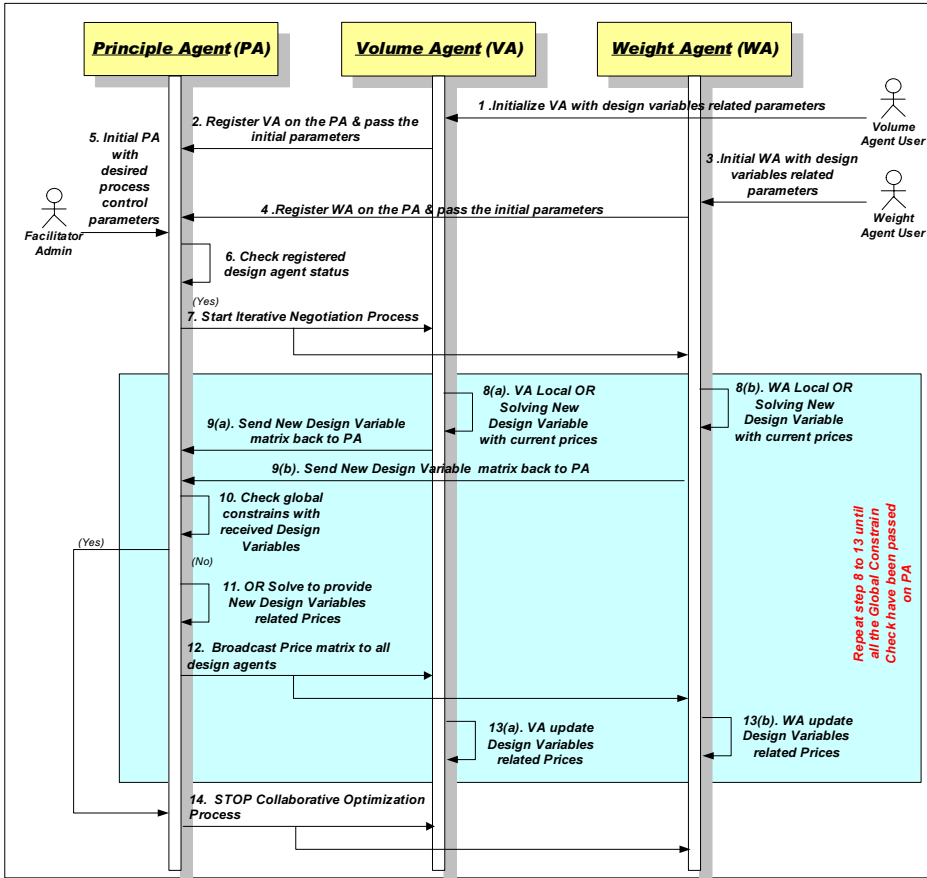 Principle Agent (PA)
Volume Agent (VA)
Weight Agent (WA)
1 .Initialize VA with design variables related parameters
Volume
Agent User
2. Register VA on the PA & pass the
initial parameters
5. Initial PA
with
desired
process
control
parameters
3 .Initial WA with design
variables related
parameters
4 .Register WA on the PA & pass the initial parameters
Weight
Agent User
Facilitator
Admin
6. Check registered
design agent status
(Yes)
7. Start Iterative Negotiation Process
8(a). VA Local OR
Solving New
Design Variable
with current prices
8(b). WA Local OR
Solving New
Design Variable
with current prices
9(a). Send New Design Variable
matrix back to PA
9(b). Send New Design Variable matrix back to PA
10. Check global
constrains with
received Design
Variables
(Yes)
(No)
11. OR Solve to provide
New Design Variables
related Prices
12. Broadcast Price matrix to all
design agents
Repeat step 8 to 13 until
all the Global Constrain
Check have been passed
on PA
13(a). VA update
Design Variables
related Prices
13(b). WA update
Design Variables
related Prices
14. STOP Collaborative Optimization
Process